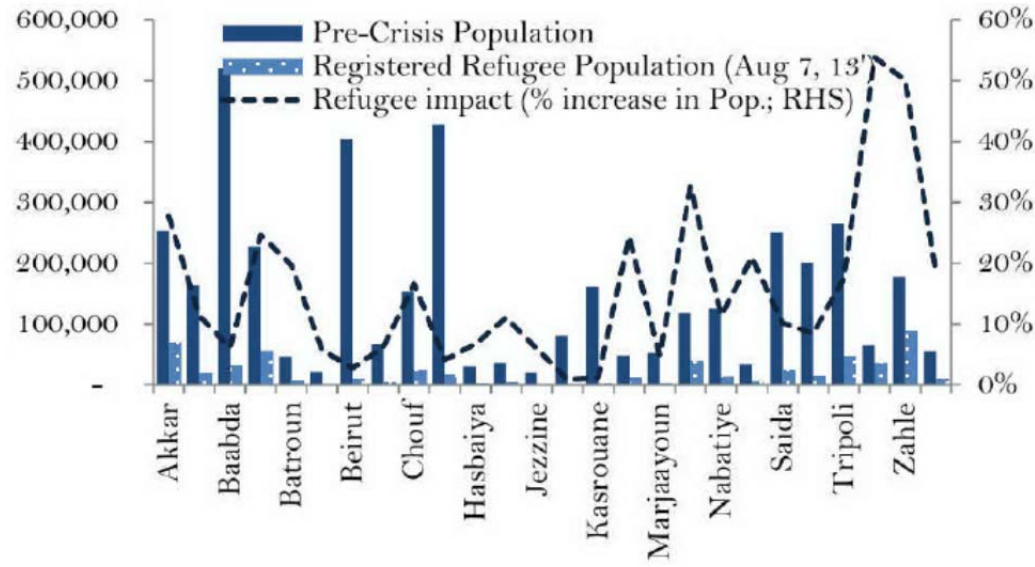 600,000
500,000
400,000
300,000
200,000
100,000
-
60%
50%
40%
30%
20%
10%
0%
Pre-Crisis Population
Registered Refugee Population (Aug 7, 13')
Refugee impact (% increase in Pop.; RHS)
Akkar
Baabda
Batroun
Beirut
Chouf
Hasbaiya
Jezzine
Kasrouane
Marjaayoun
Nabatiye
Saida
Tripoli
Zahle